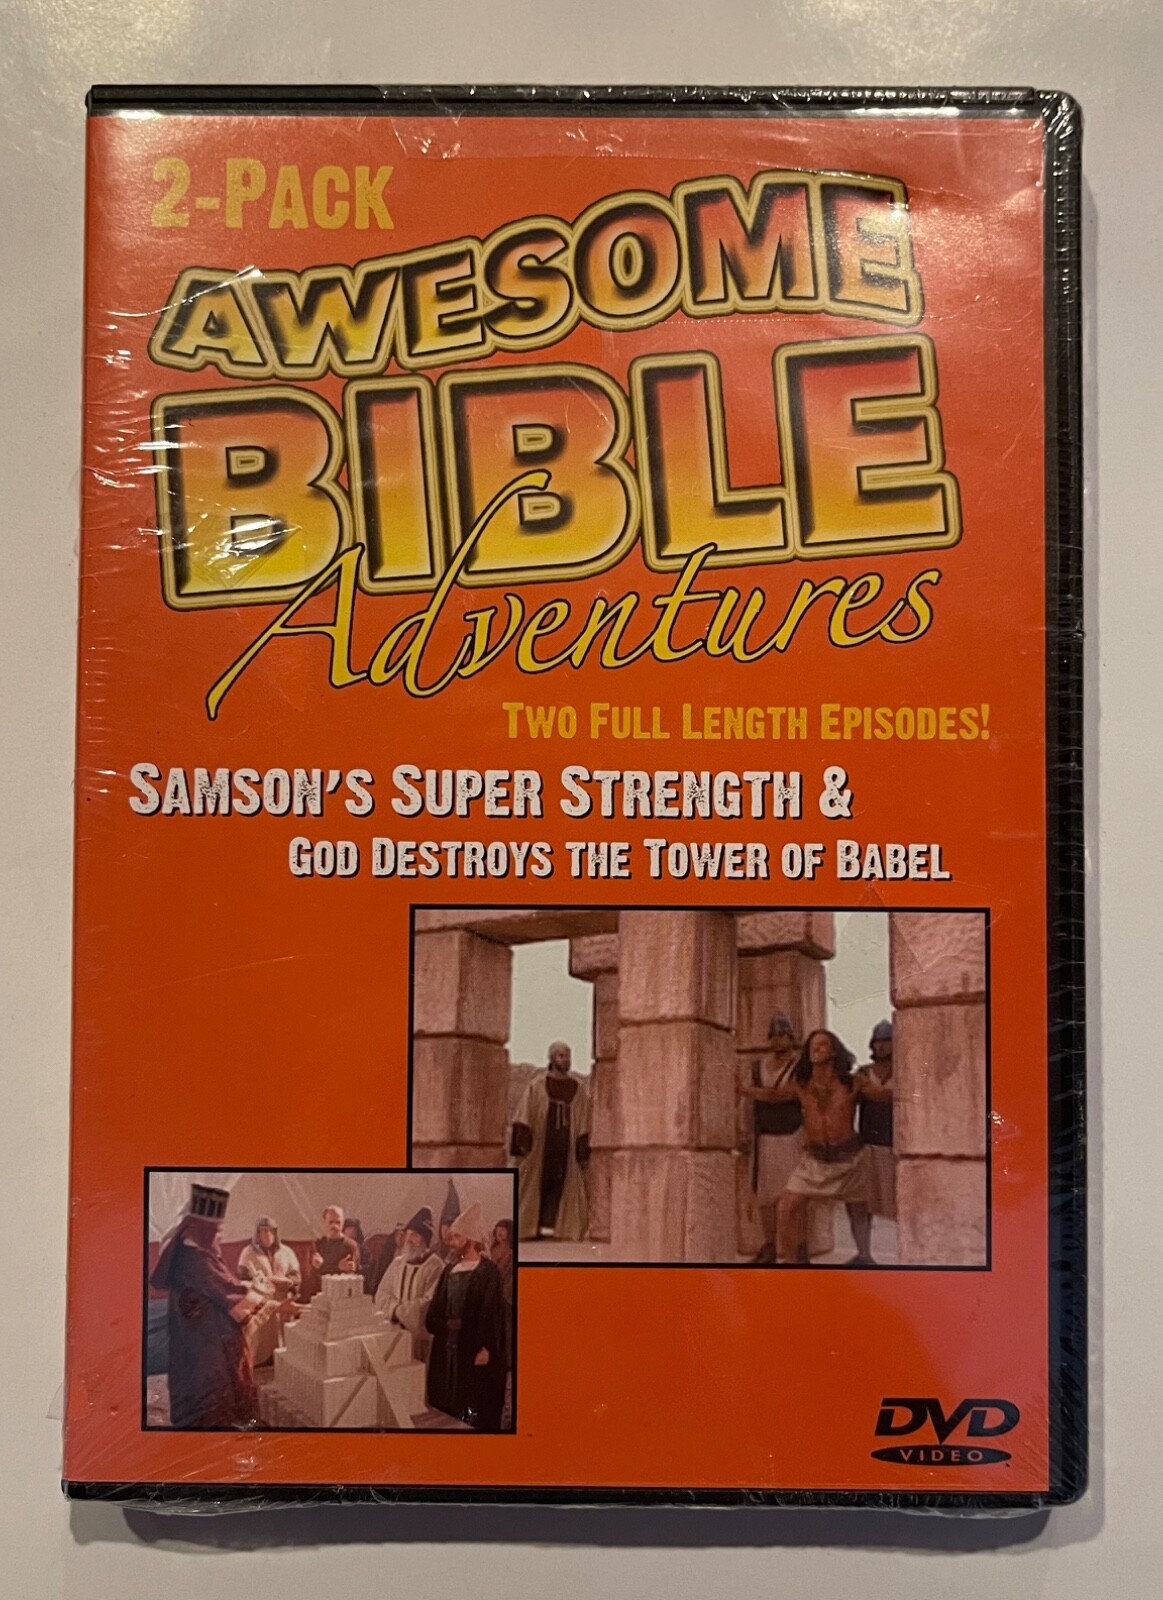 2-PACK
AWESOME
BIBLE
Adventures
TWO FULL LENGTH EPISODES!
SAMSON'S SUPER STRENGTH &
GOD DESTROYS THE TOWER OF BABEL
DVD
VIDEO